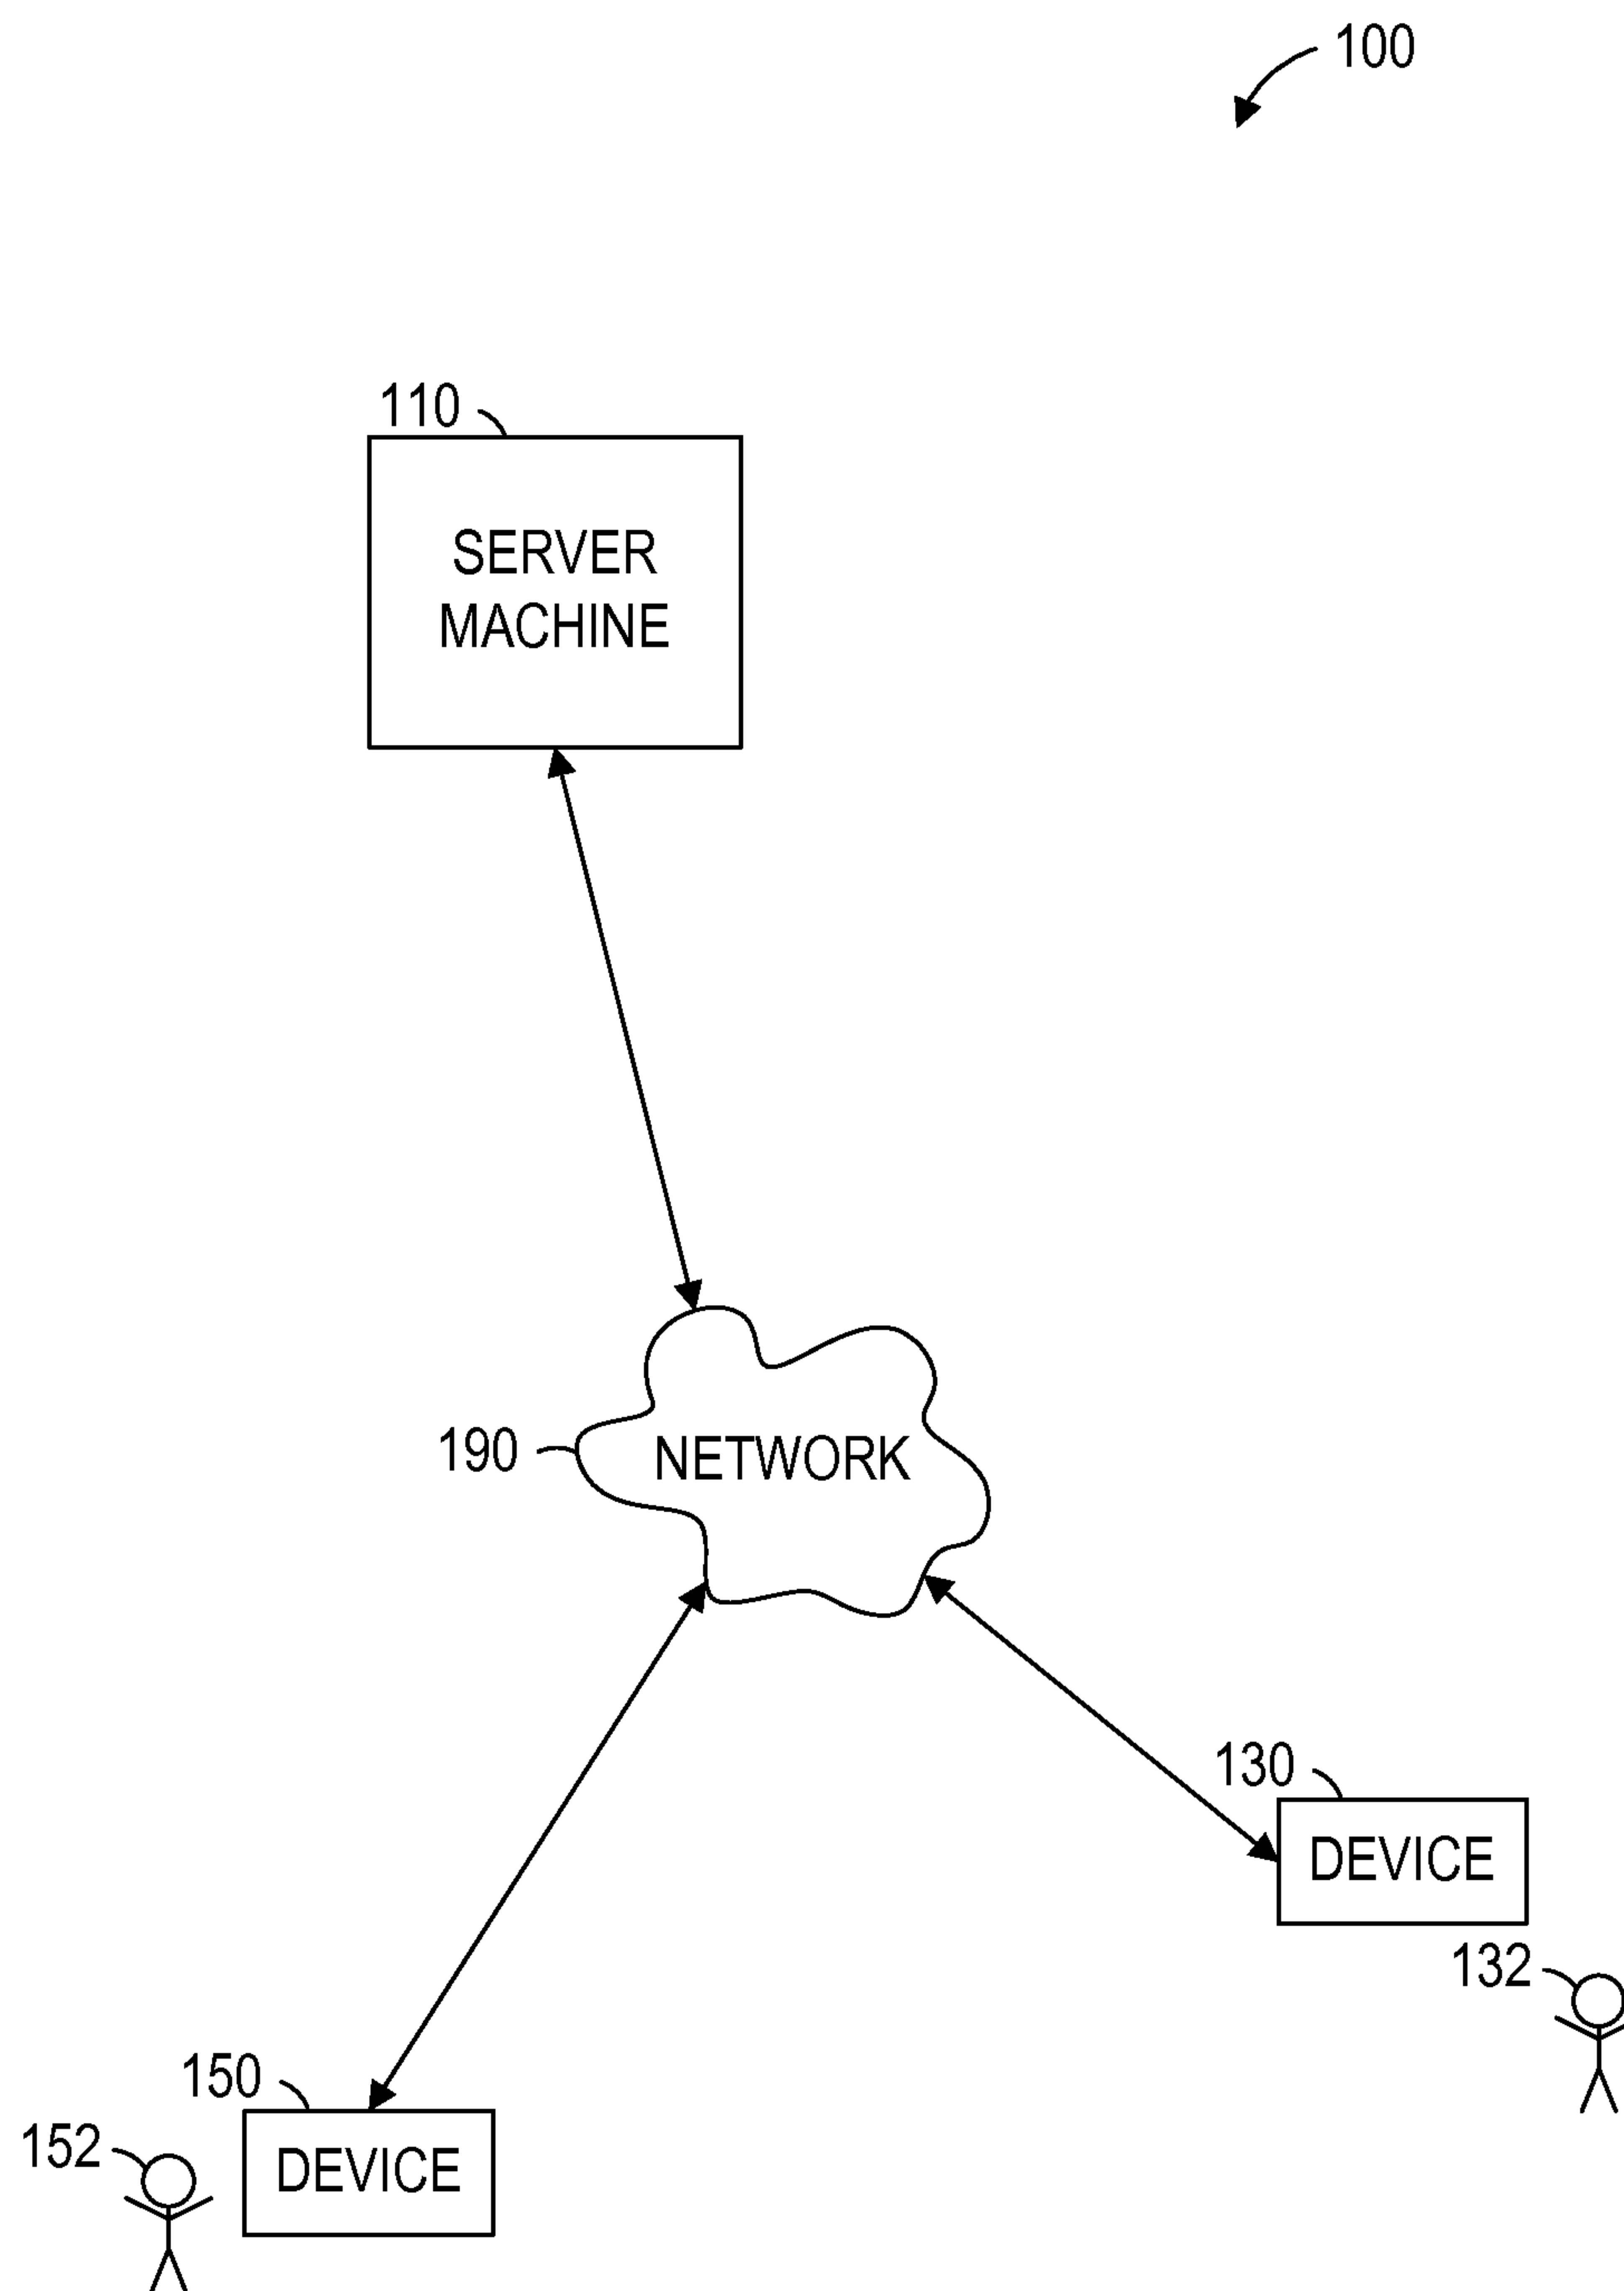 100
110
SERVER
MACHINE
190
NETWORK
130
DEVICE
132
150
152
DEVICE